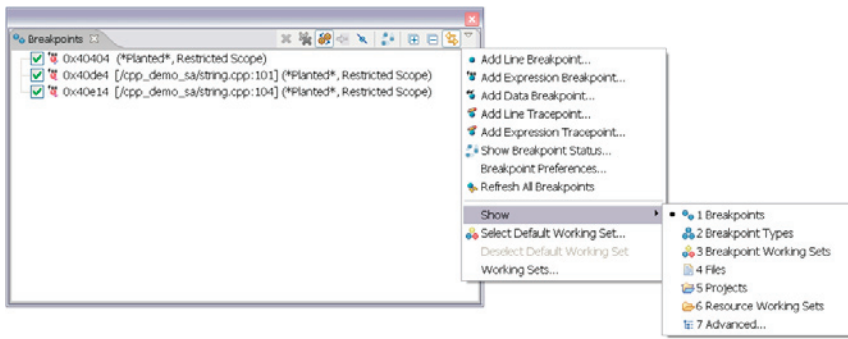 Breakpoints
0x40404 (*Planted*, Restricted Scope)
0x40de4 [/cpp_demo_sa/string.cpp:101] (*Planted*, Restricted Scope)
0x40e14 [/cpp_demo_sa/string.cpp:104] (*Planted*, Restricted Scope)
Add Line Breakpoint...
Add Expression Breakpoint...
Add Data Breakpoint...
Add Line Tracepoint...
Add Expression Tracepoint...
Show Breakpoint Status...
Breakpoint Preferences...
Refresh All Breakpoints
Show
Select Default Working Set...
Deselect Default Working Set
Working Sets...
1 Breakpoints
2 Breakpoint Types
3 Breakpoint Working Sets
4 Files
5 Projects
6 Resource Working Sets
7 Advanced...